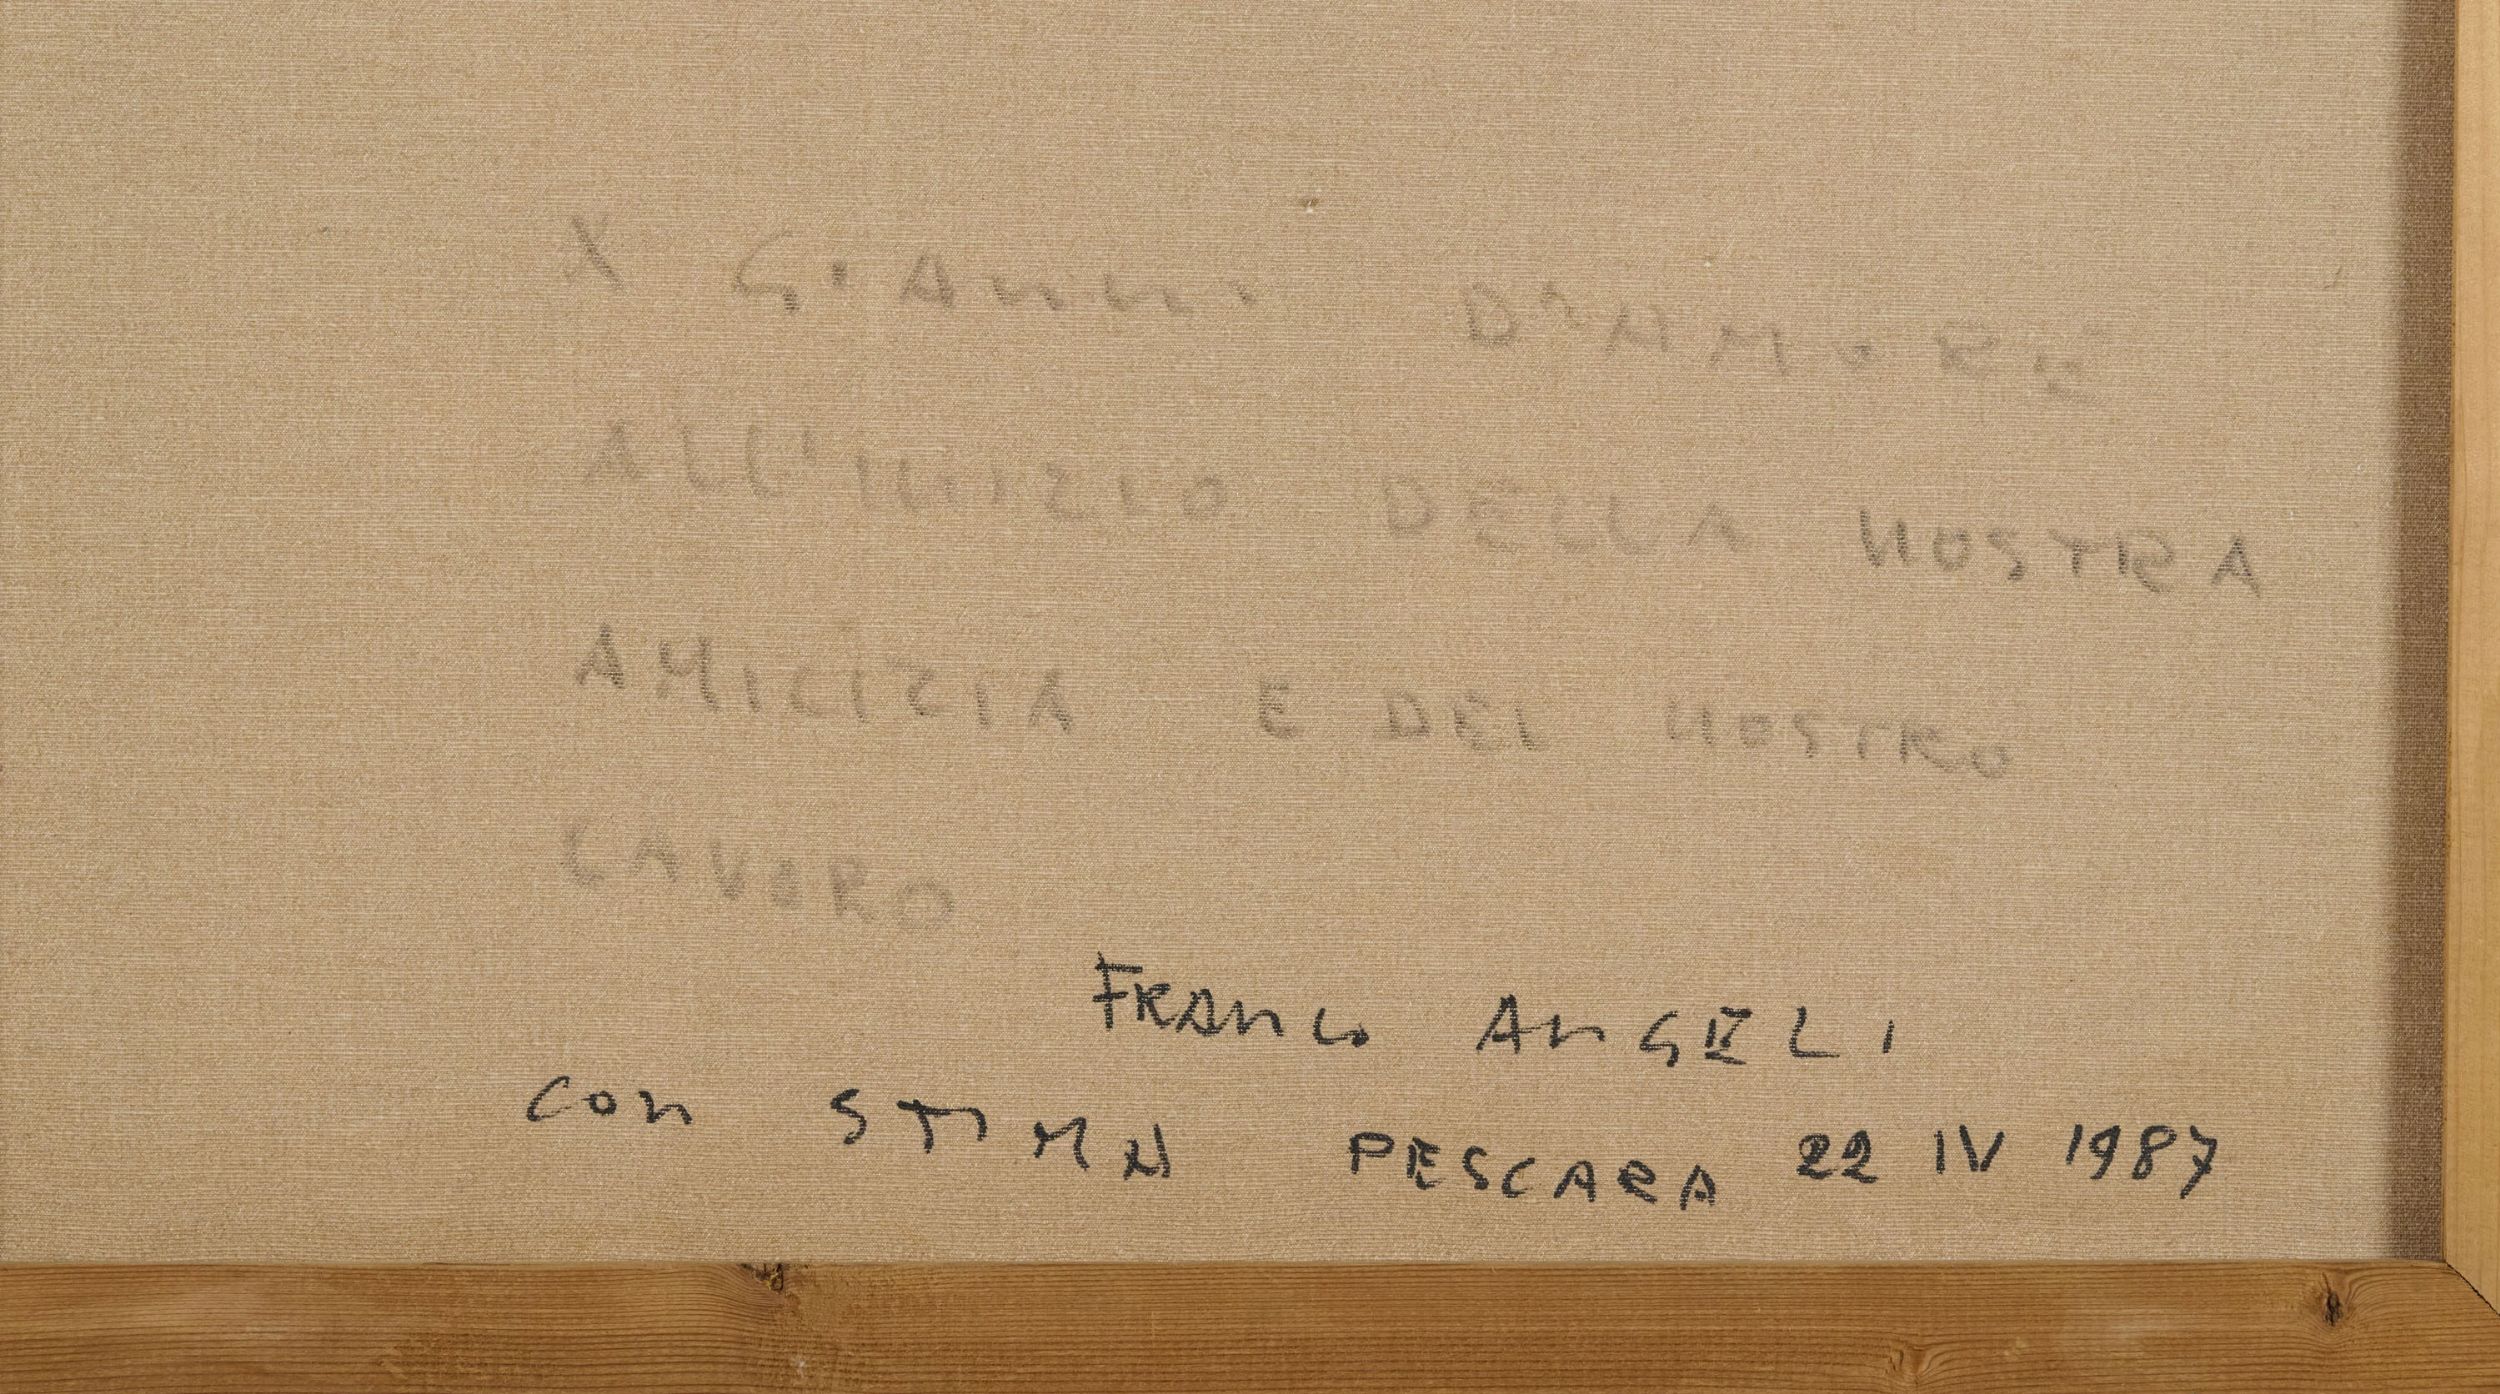 X Gianni D'AMORE
ALL'INIZIO DELLA NOSTRA
AMICIZIA E DEL NOSTRO
LAVORO
FRANCO ANGELI
CON STIMA PESCARA 22 IV 1987